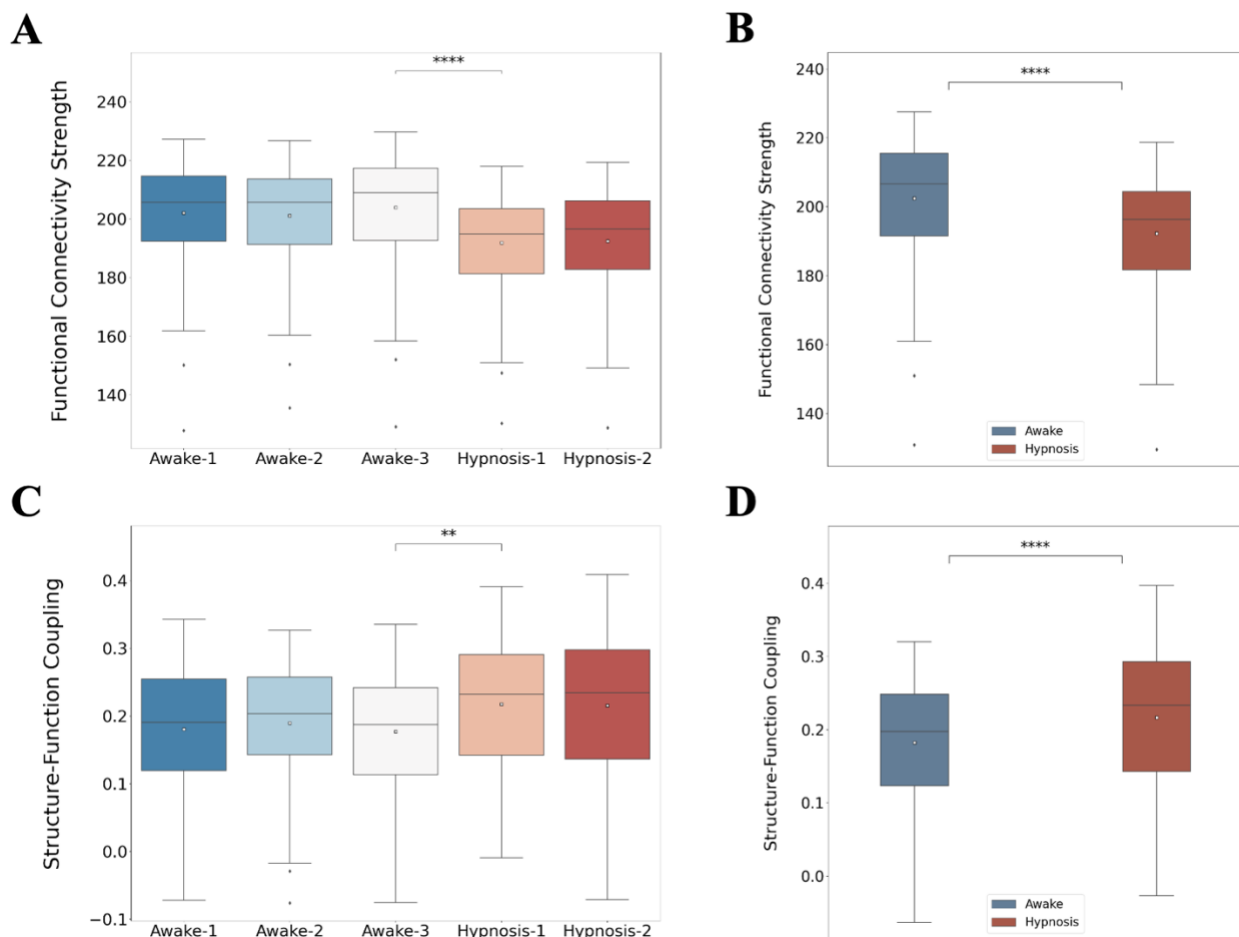 A
B
Functional Connectivity Strength
240
220
200
180
160
140
****
Awake-1 Awake-2 Awake-3 Hypnosis-1 Hypnosis-2
Functional Connectivity Strength
240
220
200
180
160
140
****
Awake
Hypnosis
C
D
Structure-Function Coupling
0.4
0.3
0.2
0.1
0.0
−0.1
**
Awake-1 Awake-2 Awake-3 Hypnosis-1 Hypnosis-2
Structure-Function Coupling
0.4
0.3
0.2
0.1
0.0
****
Awake
Hypnosis